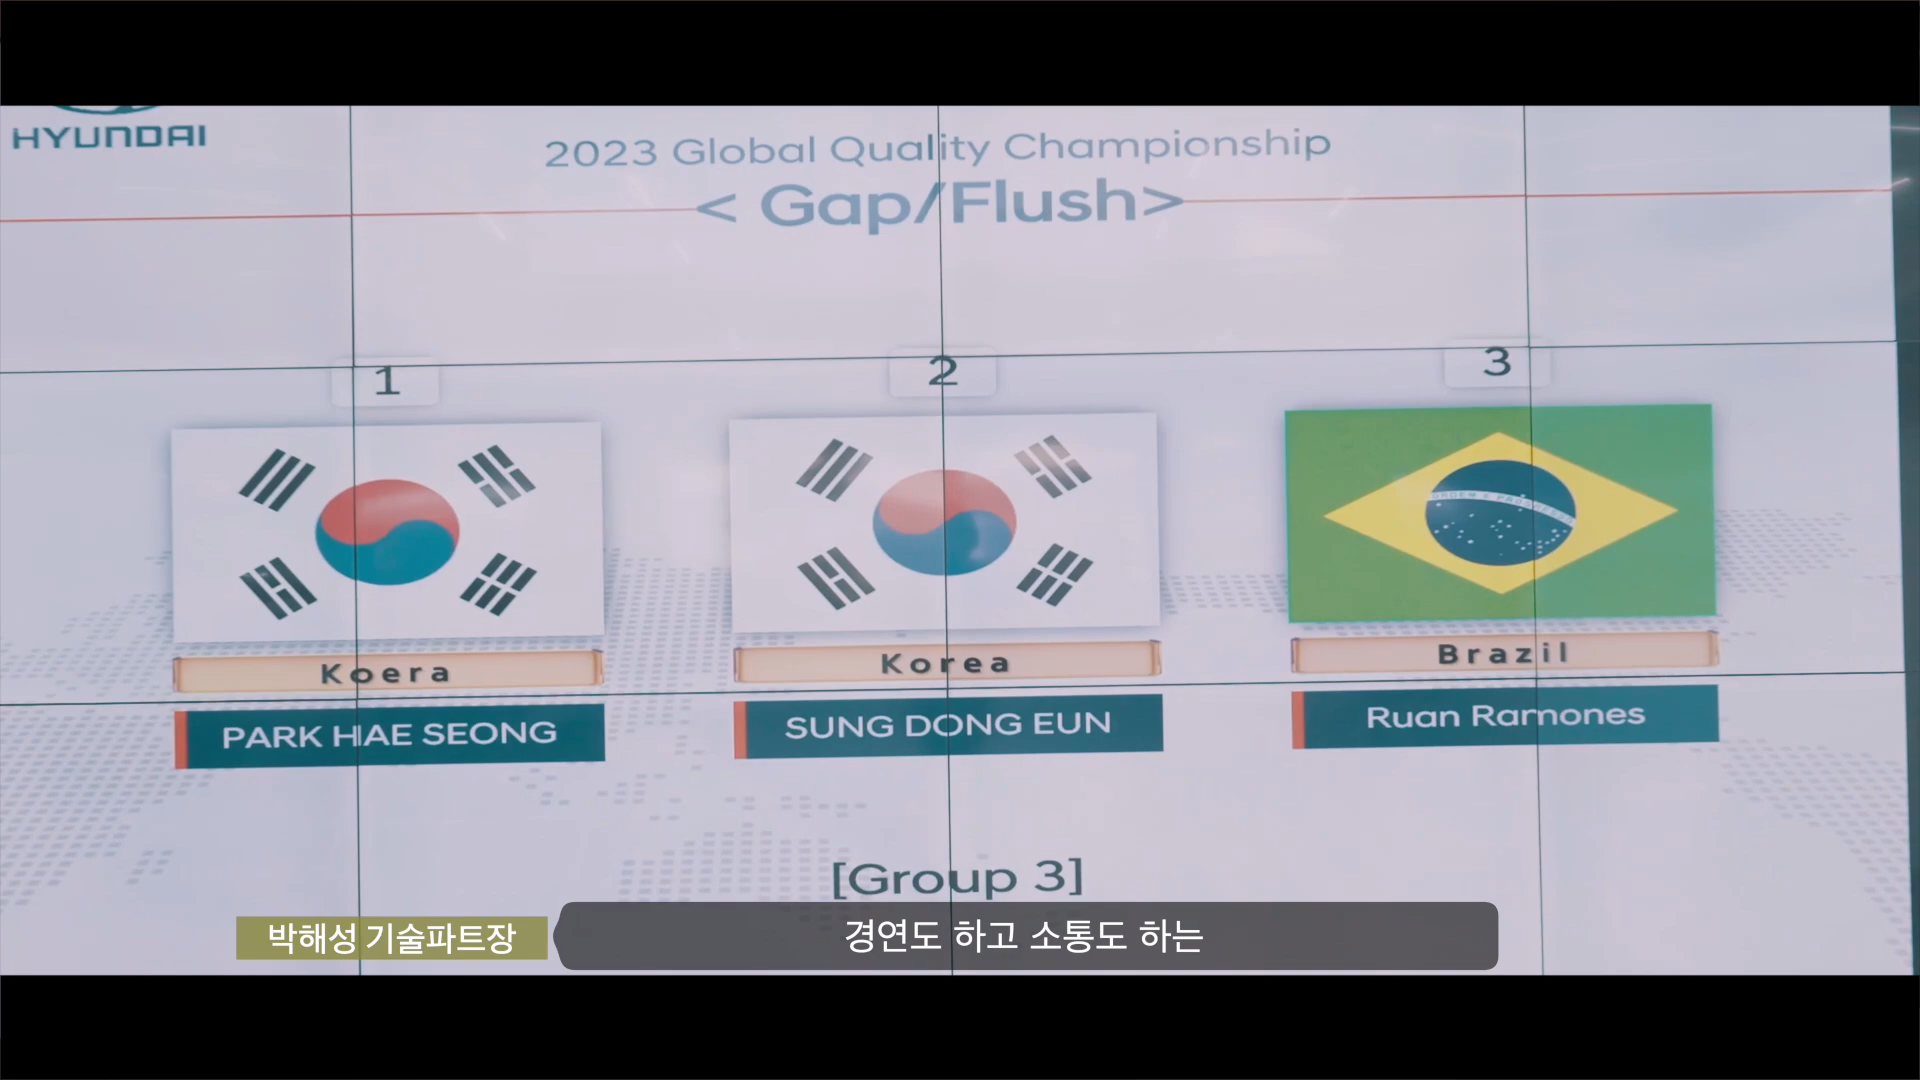 HYUNDAI
2023 Global Quality Championship
< Gap/Flush>
1
2
3
ORDEM E PROGRESSO
Koera
Korea
Brazil
PARK HAE SEONG
SUNG DONG EUN
Ruan Ramones
[Group 3]
박해성 기술파트장
경연도 하고 소통도 하는